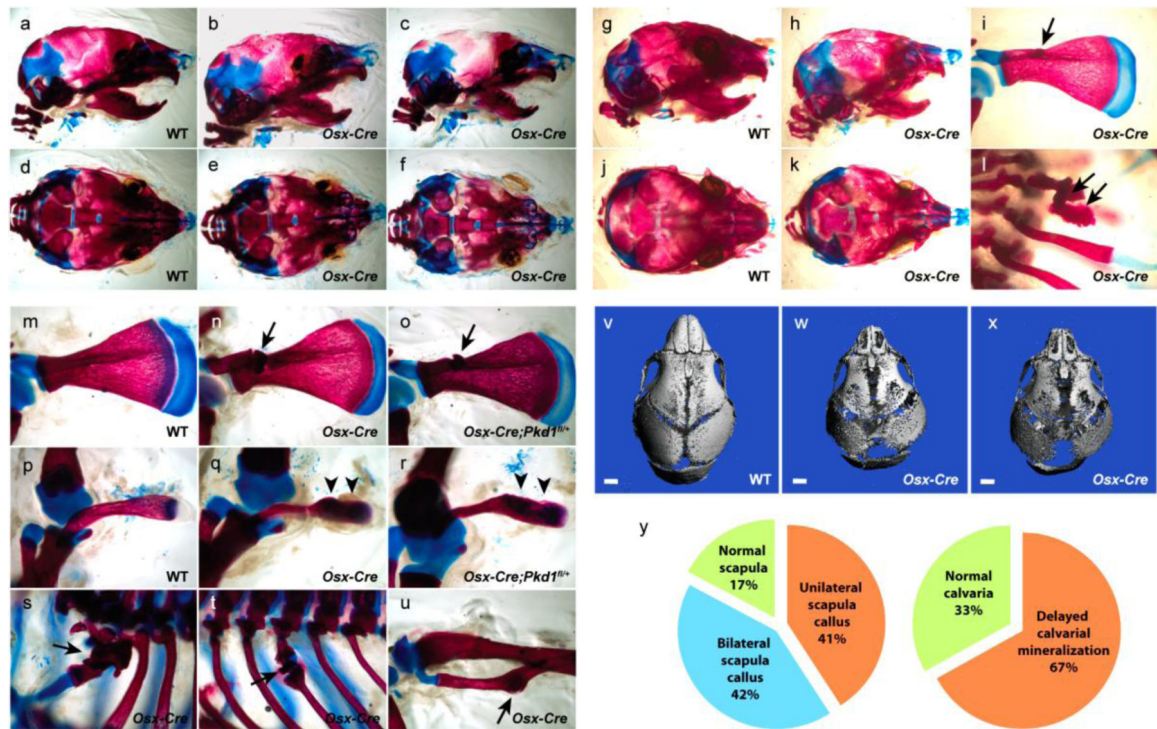 a
b
c
WT
Osx-Cre
Osx-Cre
d
e
f
WT
Osx-Cre
Osx-Cre
g
h
i
WT
Osx-Cre
Osx-Cre
j
k
l
WT
Osx-Cre
Osx-Cre
m
n
o
WT
Osx-Cre
Osx-Cre;Pkd1fl/+
p
q
r
WT
Osx-Cre
Osx-Cre;Pkd1fl/+
s
t
u
Osx-Cre
Osx-Cre
Osx-Cre
v
w
x
WT
Osx-Cre
Osx-Cre
y
Normal
scapula
17%
Unilateral
scapula
callus
41%
Bilateral
scapula
callus
42%
Normal
calvaria
33%
Delayed
calvarial
mineralization
67%